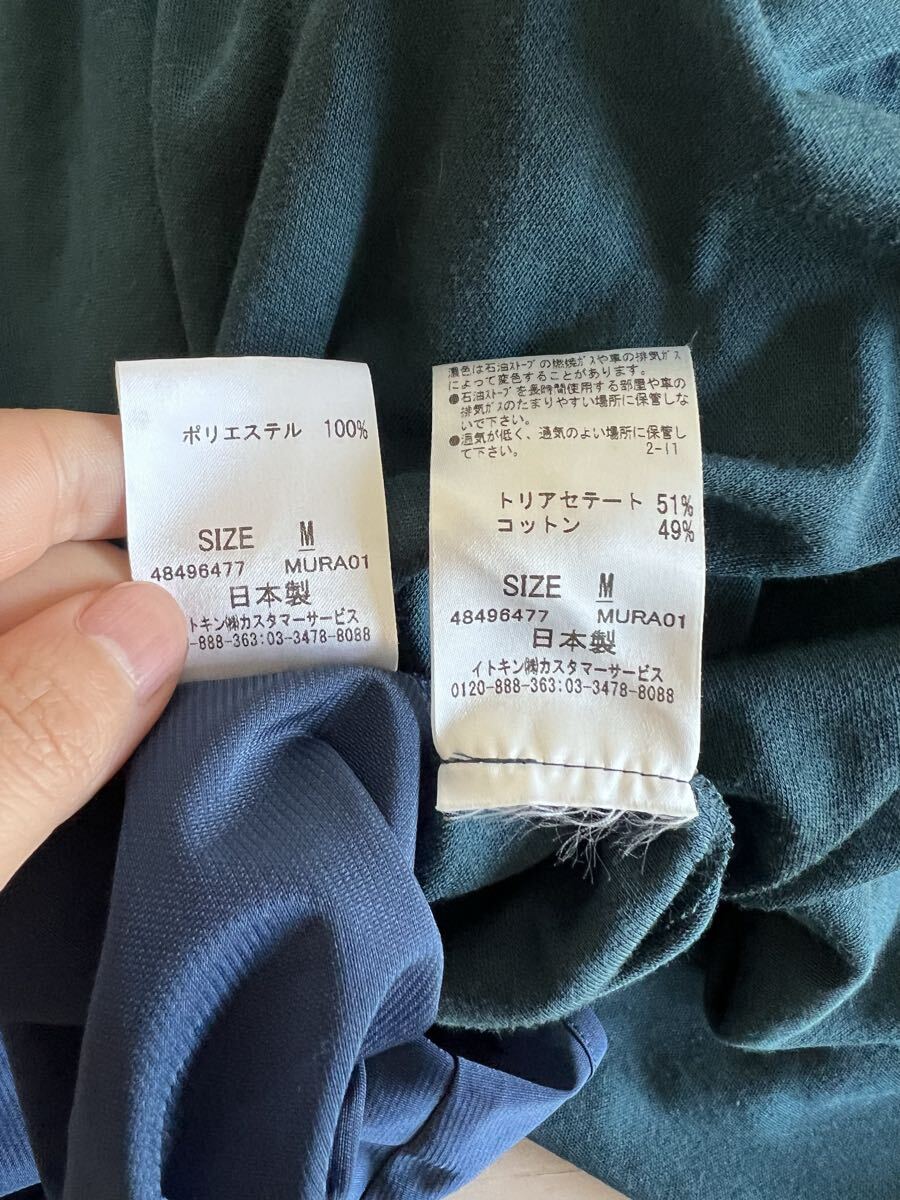 ポリエステル 100%
SIZE M
48496477 MURA01
日本製
トキン㈱カスタマーサービス
-888-363:03-3478-8088
濃色は石油ストーブの燃焼ガスや車の排気ガス
によって変色することがあります。
●石油ストーブを長時間使用する部屋や車の
排気ガスのたまりやすい場所に保管しな
いで下さい。
●温気が低く、通気のよい場所に保管し
て下さい。 2-11
トリアセテート 51%
コットン 49%
SIZE M
48496477 MURA01
日本製
イトキン㈱カスタマーサービス
0120-888-363:03-3478-8088